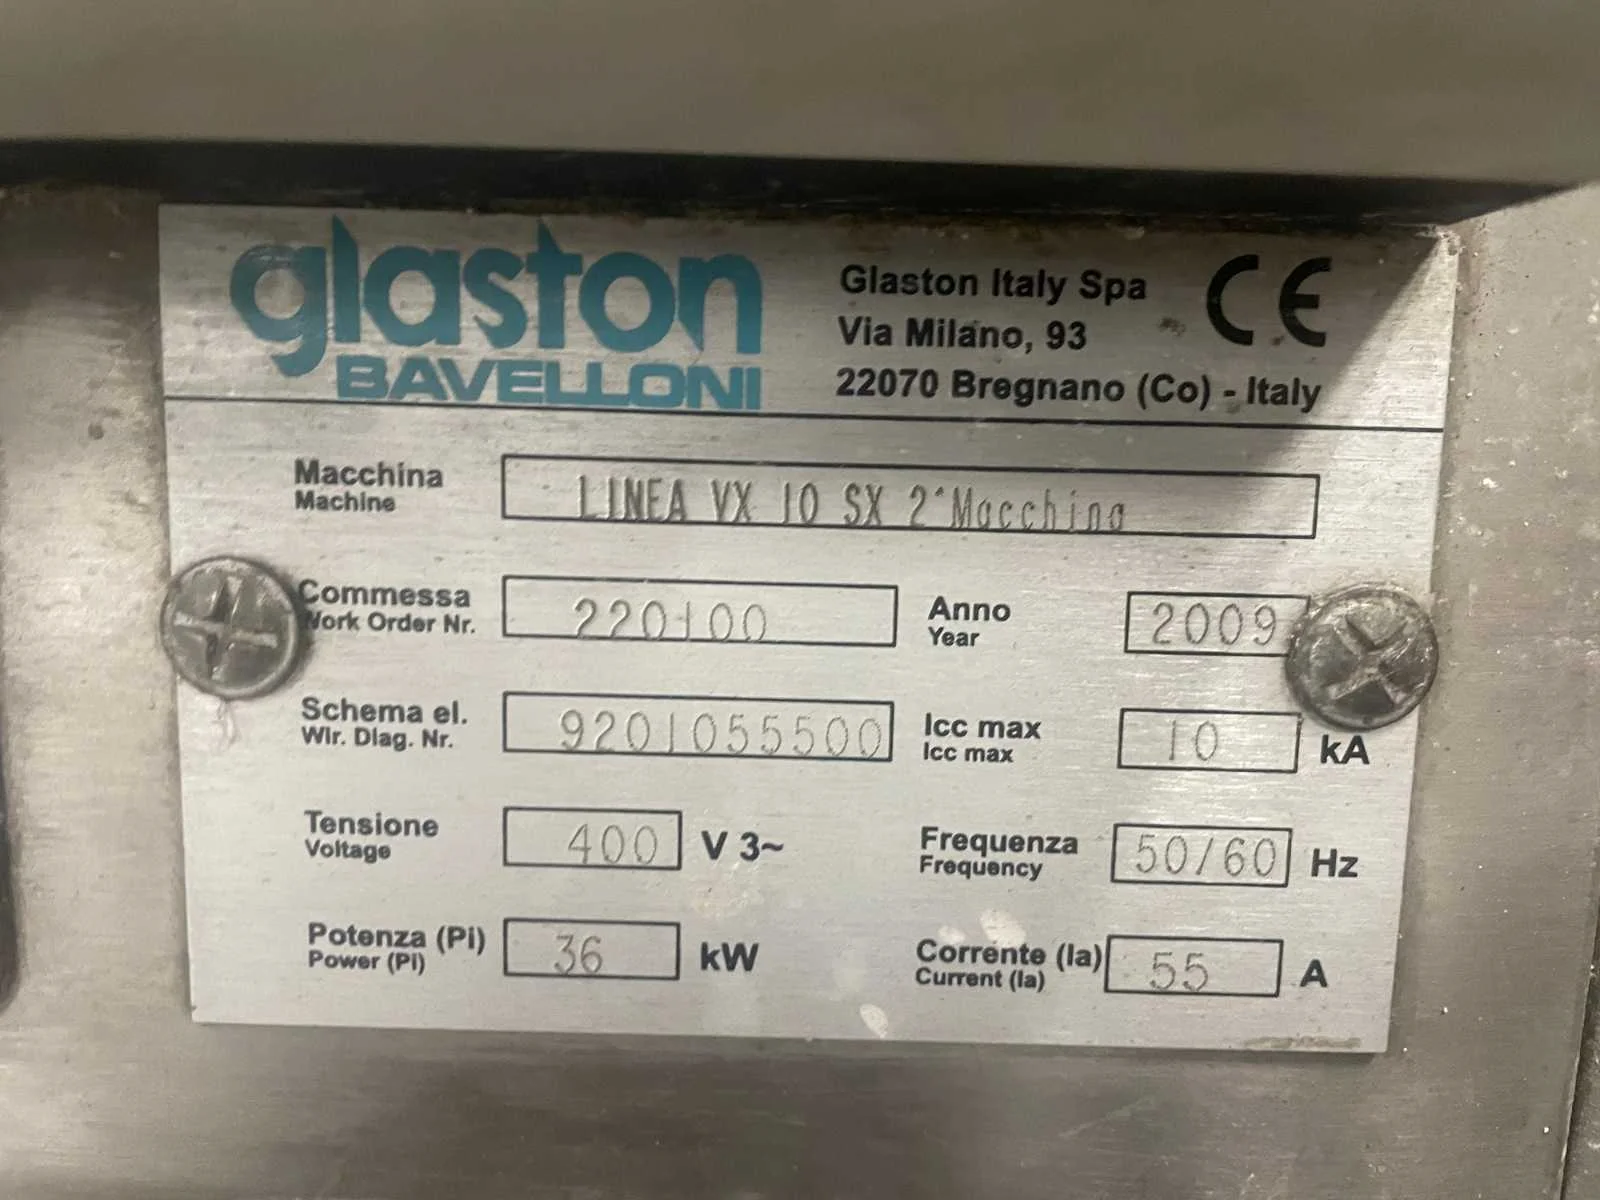 glaston
BAVELLONI
Glaston Italy Spa
Via Milano, 93
22070 Bregnano (Co) - Italy
CE
Macchina
Machine
LINEA VX 10 SX 2°Macchina
Commessa
Work Order Nr.
220100
Anno
Year
2009
Schema el.
Wir. Diag. Nr.
9201055500
Icc max
Icc max
10 kA
Tensione
Voltage
400 V 3~
Frequenza
Frequency
50/60 Hz
Potenza (Pi)
Power (Pi)
36 kW
Corrente (Ia)
Current (Ia)
55 A